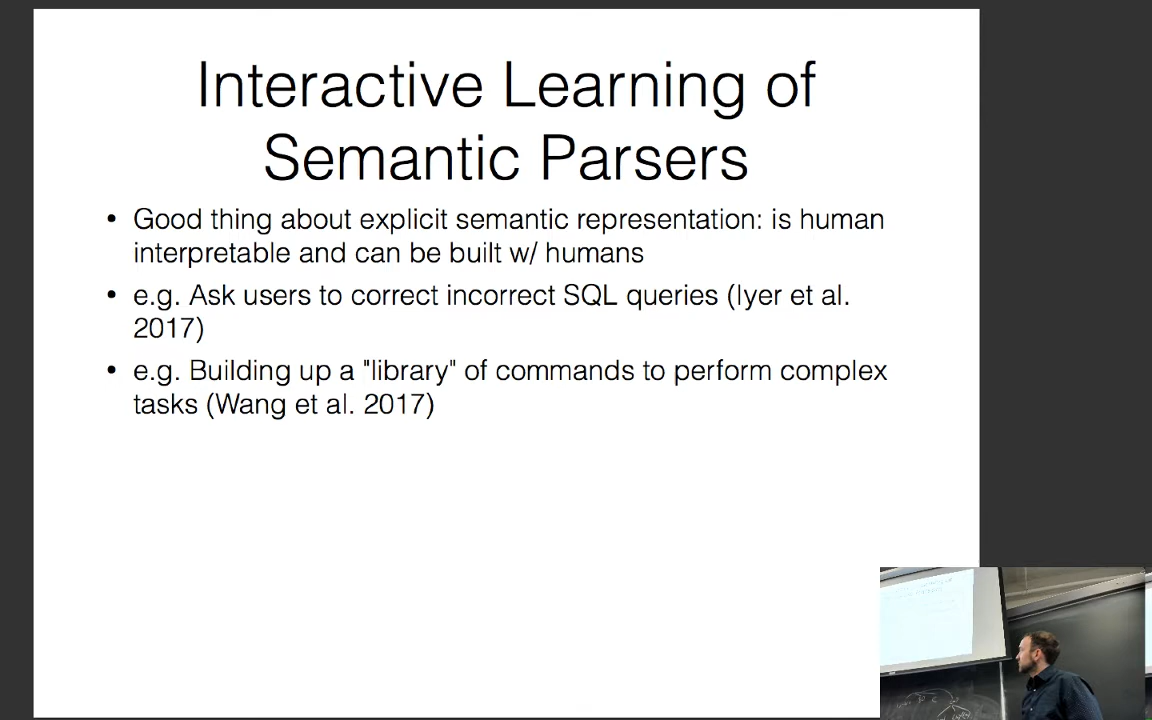 Interactive Learning of
Semantic Parsers
• Good thing about explicit semantic representation: is human
interpretable and can be built w/ humans
• e.g. Ask users to correct incorrect SQL queries (Iyer et al.
2017)
• e.g. Building up a "library" of commands to perform complex
tasks (Wang et al. 2017)